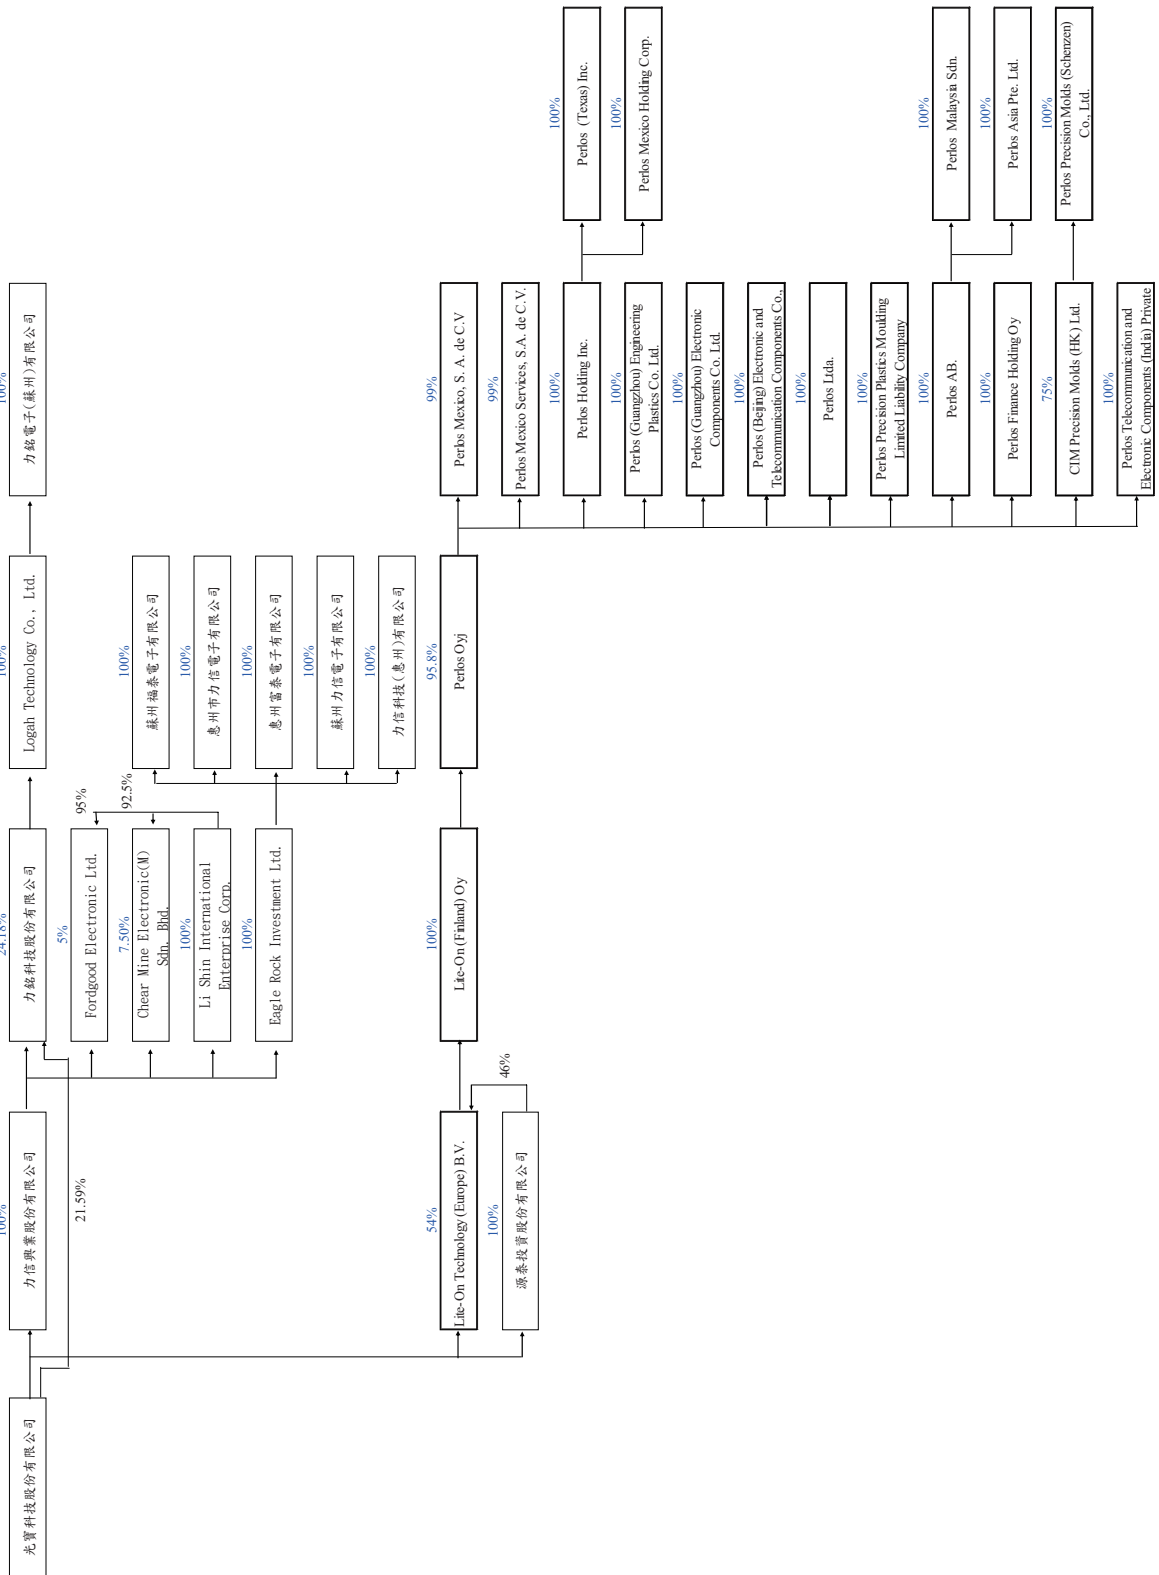 光寶科技股份有限公司
100%
力信興業股份有限公司
21.59%
54%
Lite-On Technology (Europe) B.V.
100%
源泰投資股份有限公司
46%
24.18%
力銘科技股份有限公司
5%
Fordgood Electronic Ltd.
7.50%
Chear Mine Electronic(M)
Sdn. Bhd.
100%
Li Shin International
Enterprise Corp.
100%
Eagle Rock Investment Ltd.
95%
92.5%
100%
Lite-On (Finland) Oy
100%
Logah Technology Co., Ltd.
100%
蘇州福泰電子有限公司
100%
惠州市力信電子有限公司
100%
惠州富泰電子有限公司
100%
蘇州力信電子有限公司
100%
力信科技(惠州)有限公司
95.8%
Perlos Oyj
100%
力銘電子(蘇州)有限公司
99%
Perlos Mexico, S. A. de C.V
99%
Perlos Mexico Services, S.A. de C.V.
100%
Perlos Holding Inc.
100%
Perlos (Guangzhou) Engineering
Plastics Co. Ltd.
100%
Perlos (Guangzhou) Electronic
Components Co. Ltd.
100%
Perlos (Beijing) Electronic and
Telecommunication Components Co.,
100%
Perlos Ltda.
100%
Perlos Precision Plastics Moulding
Limited Liability Company
100%
Perlos AB.
100%
Perlos Finance Holding Oy
75%
CIM Precision Molds (HK) Ltd.
100%
Perlos Telecommunication and
Electronic Components (India) Private
100%
Perlos (Texas) Inc.
100%
Perlos Mexico Holding Corp.
100%
Perlos Malaysia Sdn.
100%
Perlos Asia Pte. Ltd.
100%
Perlos Precision Molds (Schenzen)
Co., Ltd.